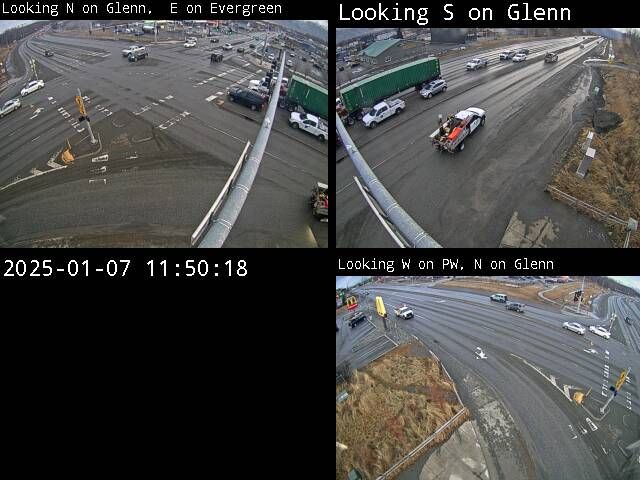 Looking N on Glenn,  E on Evergreen
Looking S on Glenn
2025-01-07 11:50:18
Looking W on PW, N on Glenn